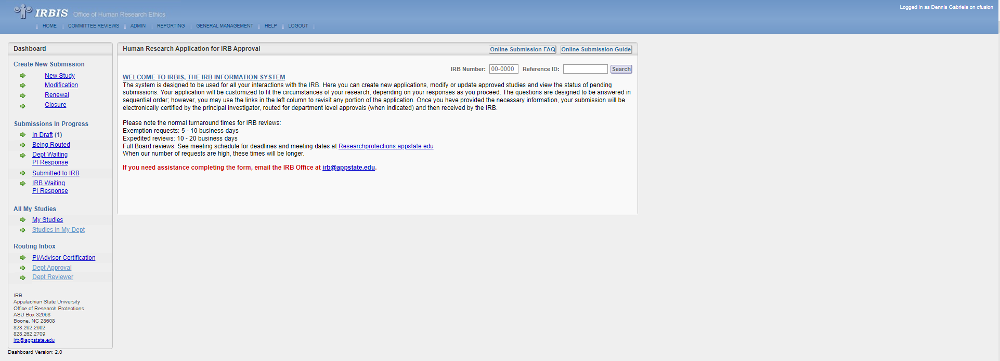 IRBIS Office of Human Research Ethics
Logged in as Dennis Gabriels on cfusion
HOME COMMITTEE REVIEWS ADMIN REPORTING GENERAL MANAGEMENT HELP LOGOUT
Dashboard
Create New Submission
New Study
Modification
Renewal
Closure
Submissions In Progress
In Draft (1)
Being Routed
Dept Waiting
PI Response
Submitted to IRB
IRB Waiting
PI Response
All My Studies
My Studies
Studies in My Dept
Routing Inbox
PI/Advisor Certification
Dept Approval
Dept Reviewer
IRB
Appalachian State University
Office of Research Protections
ASU Box 32068
Boone, NC 28608
828.262.2692
828.262.2709
irb@appstate.edu
Dashboard Version: 2.0
Human Research Application for IRB Approval
Online Submission FAQ Online Submission Guide
IRB Number: 00-0000 Reference ID: Search
WELCOME TO IRBIS, THE IRB INFORMATION SYSTEM
The system is designed to be used for all your interactions with the IRB. Here you can create new applications, modify or update approved studies and view the status of pending
submissions. Your application will be customized to fit the circumstances of your research, depending on your responses as you proceed. The questions are designed to be answered in
sequential order; however, you may use the links in the left column to revisit any portion of the application. Once you have provided the necessary information, your submission will be
electronically certified by the principal investigator, routed for department level approvals (when indicated) and then received by the IRB.
Please note the normal turnaround times for IRB reviews:
Exemption requests: 5 - 10 business days
Expedited reviews: 10 - 20 business days
Full Board reviews: See meeting schedule for deadlines and meeting dates at Researchprotections.appstate.edu
When our number of requests are high, these times will be longer.
If you need assistance completing the form, email the IRB Office at irb@appstate.edu.